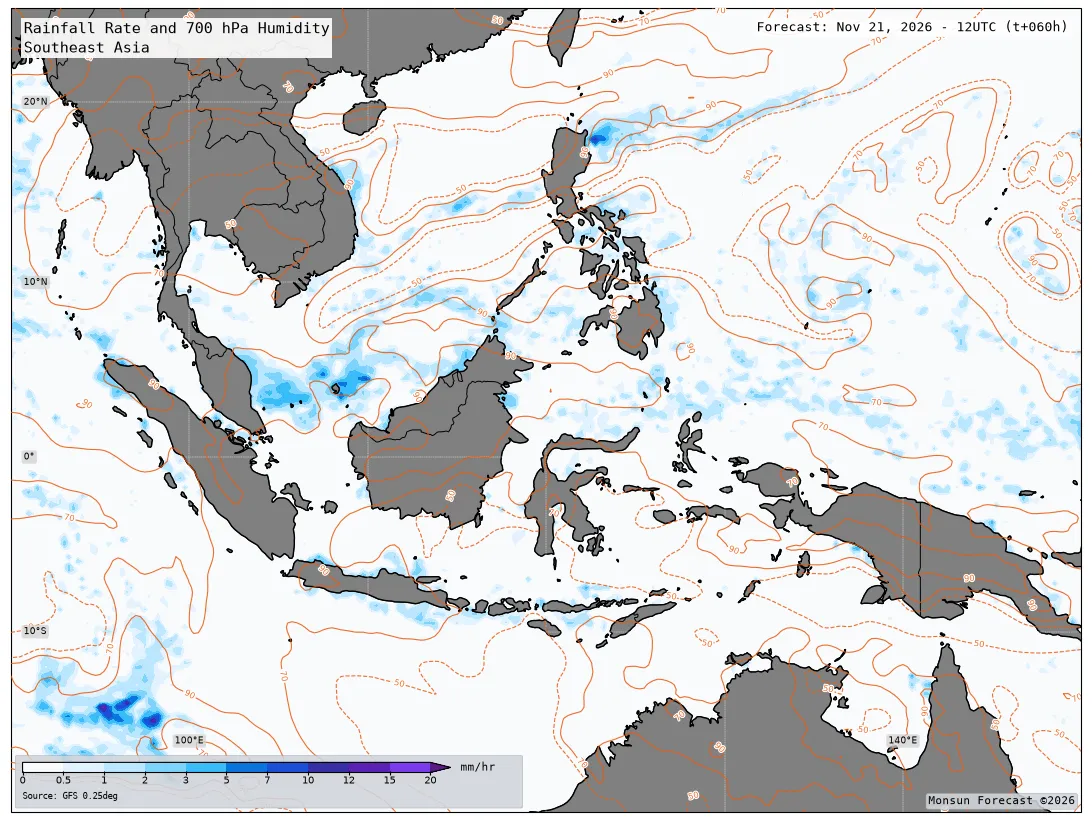 Rainfall Rate and 700 hPa Humidity
Southeast Asia
Forecast: Nov 21, 2026 - 12UTC (t+060h)
20°N
10°N
0°
10°S
100°E
140°E
mm/hr
0 0.5 1 2 3 5 7 10 12 15 20
Source: GFS 0.25deg
Monsun Forecast ©2026